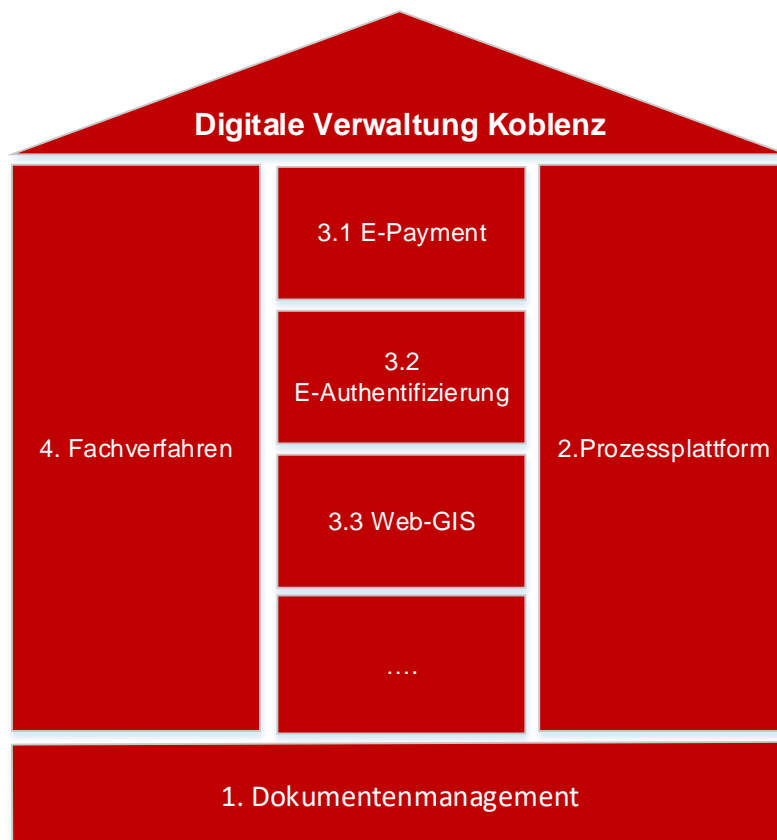 Digitale Verwaltung Koblenz
3.1 E-Payment
3.2
E-Authentifizierung
4. Fachverfahren
2.Prozessplattform
3.3 Web-GIS
....
1. Dokumentenmanagement